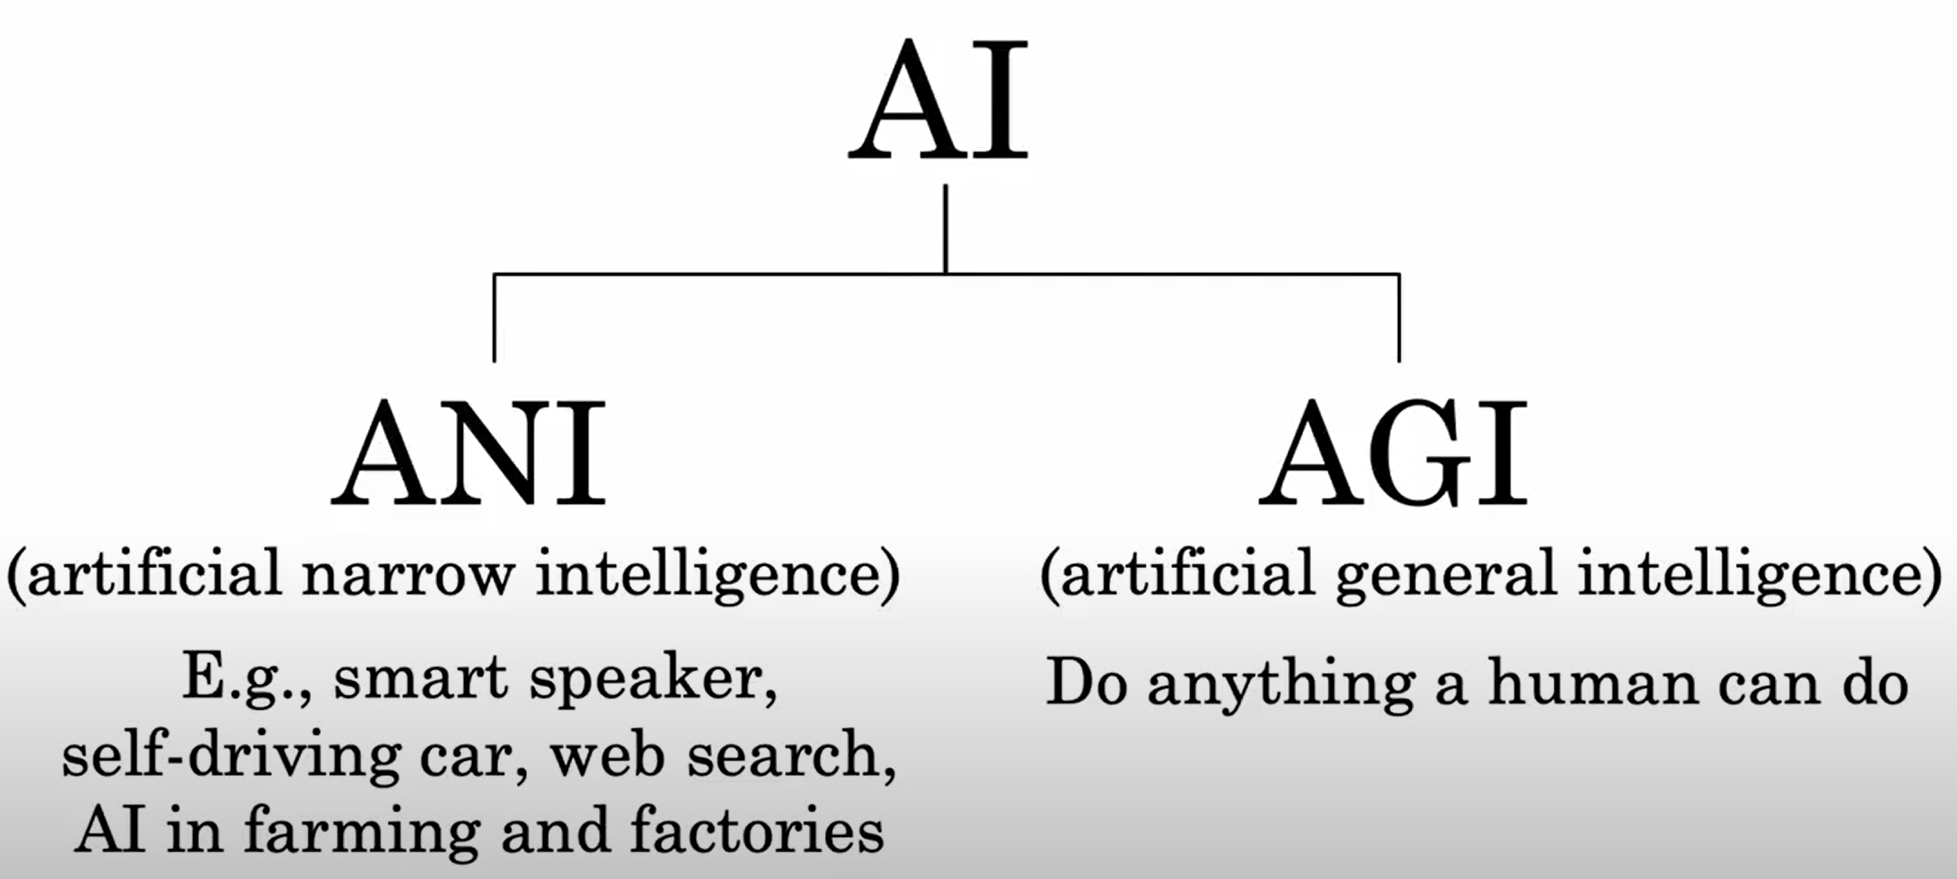 AI
ANI
(artificial narrow intelligence)
E.g., smart speaker,
self-driving car, web search,
AI in farming and factories
AGI
(artificial general intelligence)
Do anything a human can do